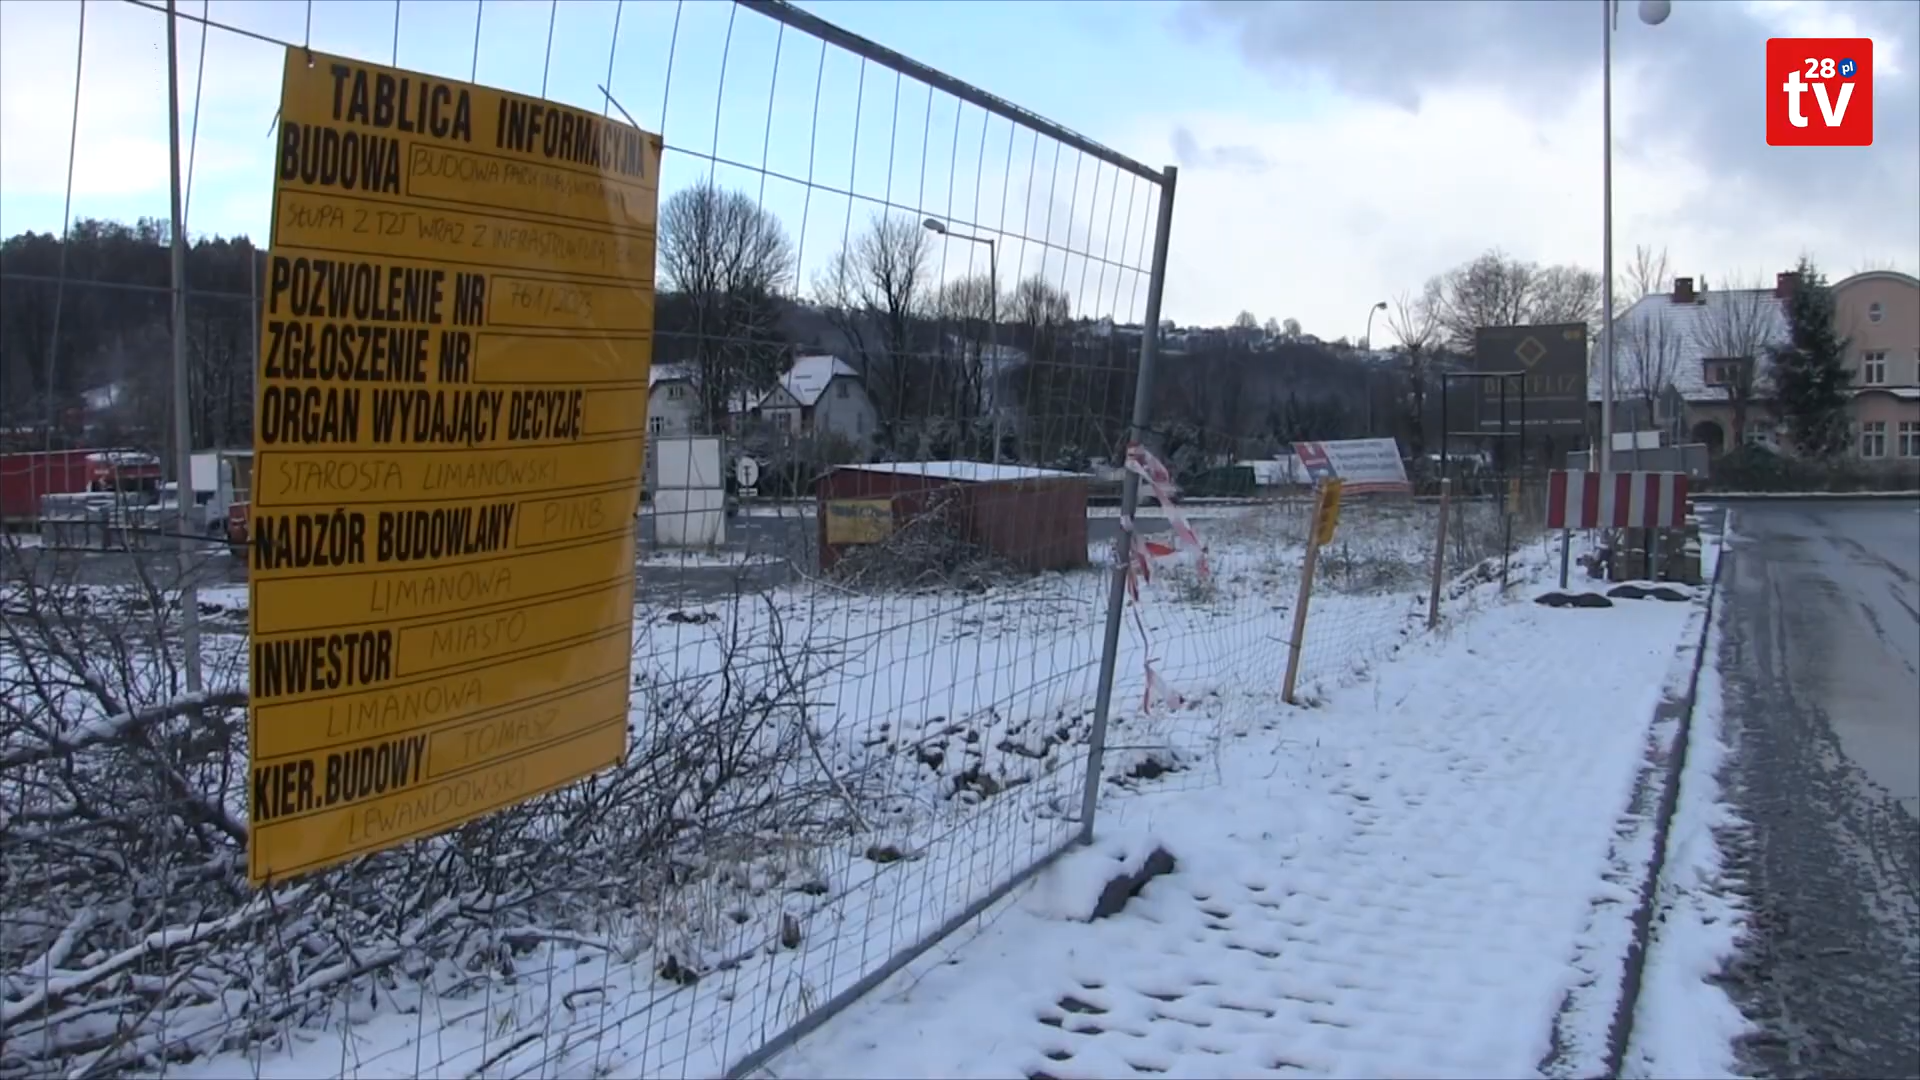 28 pl
tv
TABLICA INFORMACYJNA
BUDOWA BUDOWA
SŁUPA Z TZT WRAZ Z INFRASTRUKTURĄ
POZWOLENIE NR 761/2023
ZGŁOSZENIE NR
ORGAN WYDAJĄCY DECYZJĘ
STAROSTA LIMANOWSKI
NADZÓR BUDOWLANY PINB
LIMANOWA
INWESTOR MIASTO
LIMANOWA
KIER.BUDOWY TOMASZ
LEWANDOWSKI